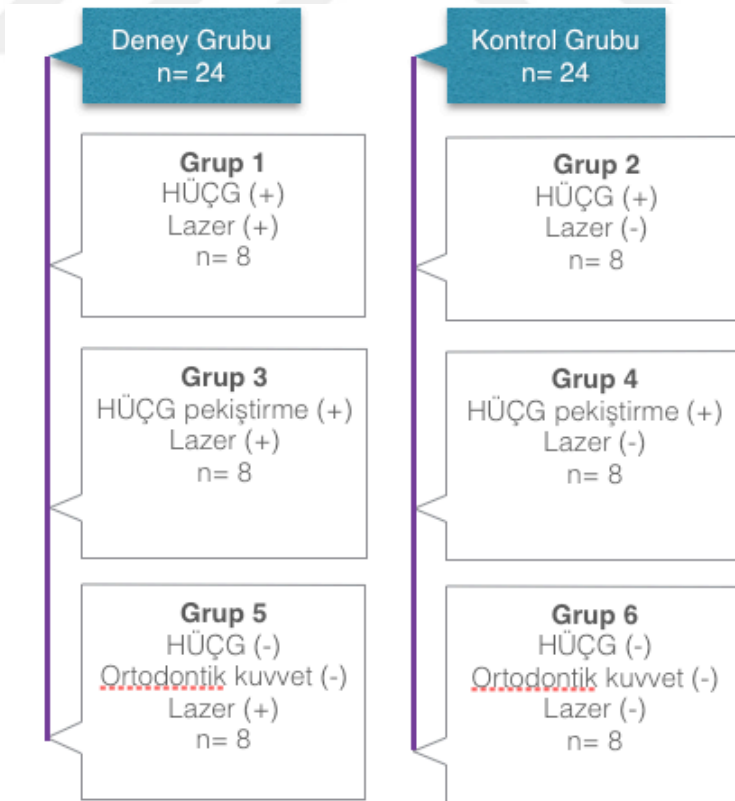 Deney Grubu
n= 24
Grup 1
HÜÇG (+)
Lazer (+)
n= 8
Grup 3
HÜÇG pekiştirme (+)
Lazer (+)
n= 8
Grup 5
HÜÇG (-)
Ortodontik kuvvet (-)
Lazer (+)
n= 8
Kontrol Grubu
n= 24
Grup 2
HÜÇG (+)
Lazer (-)
n= 8
Grup 4
HÜÇG pekiştirme (+)
Lazer (-)
n= 8
Grup 6
HÜÇG (-)
Ortodontik kuvvet (-)
Lazer (-)
n= 8